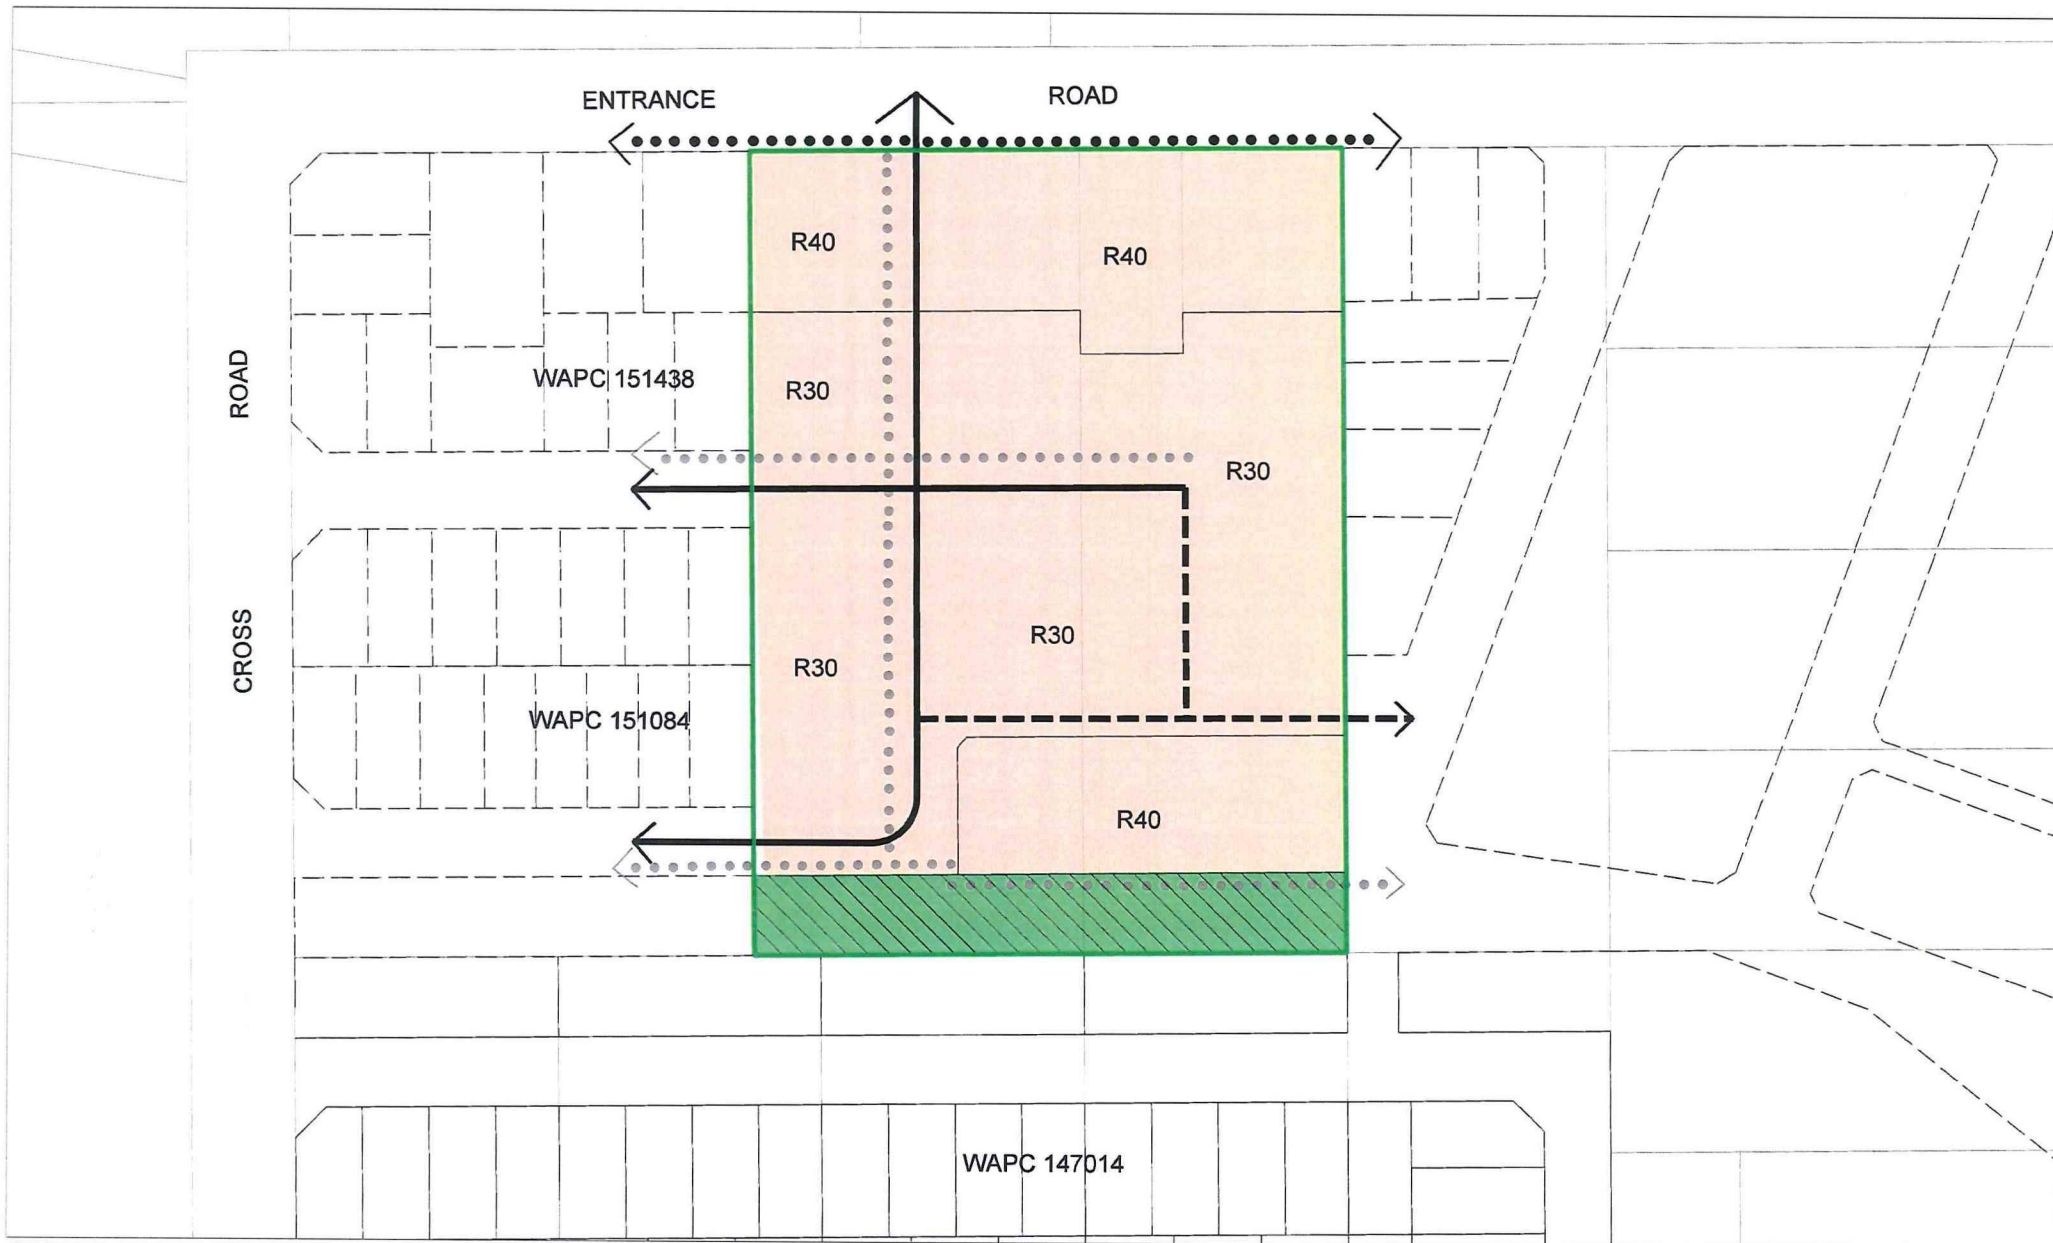 ENTRANCE ROAD
R40
R40
ROAD
WAPC 151438
R30
R30
CROSS
R30
R30
WAPC 151084
R40
WAPC 147014